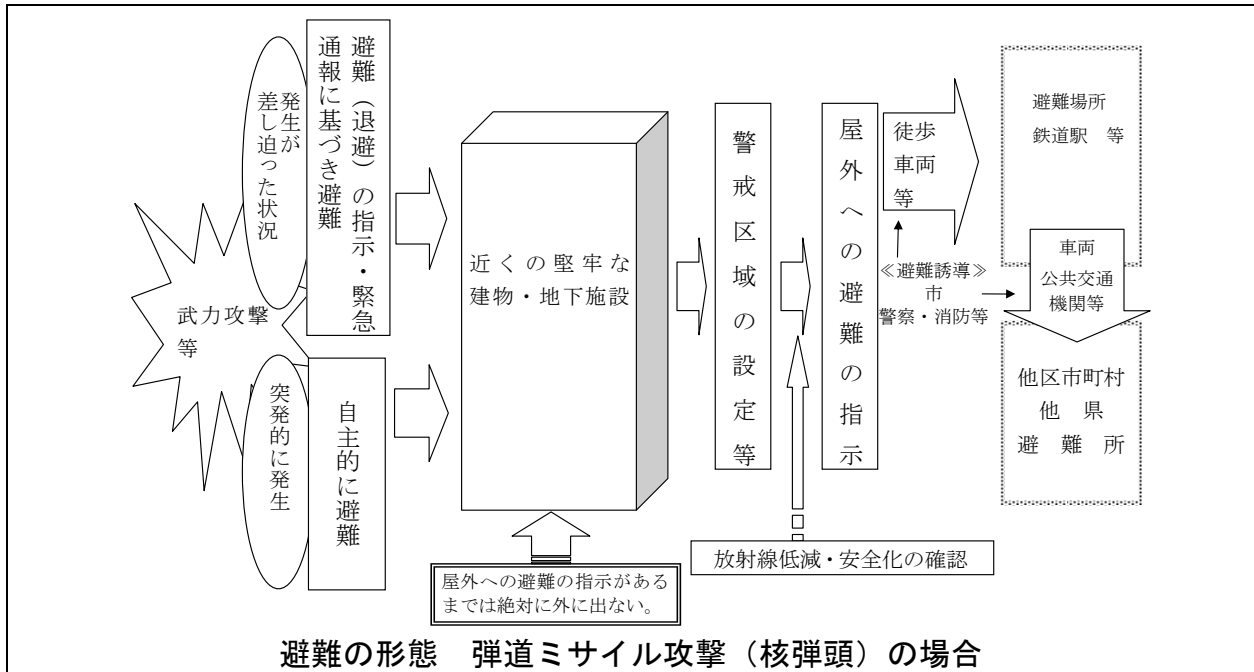 武力攻撃
等
発生が
差し迫った状況
避難（退避）の指示・緊急
通報に基づき避難
突発的に発生
自主的に避難
近くの堅牢な
建物・地下施設
屋外への避難の指示がある
までは絶対に外に出ない。
警戒区域の設定等
屋外への避難の指示
放射線低減・安全化の確認
徒歩
車両
等
≪避難誘導≫
市
警察・消防等
避難場所
鉄道駅　等
車両
公共交通
機関等
他区市町村
他　県
避　難　所
避難の形態　弾道ミサイル攻撃（核弾頭）の場合